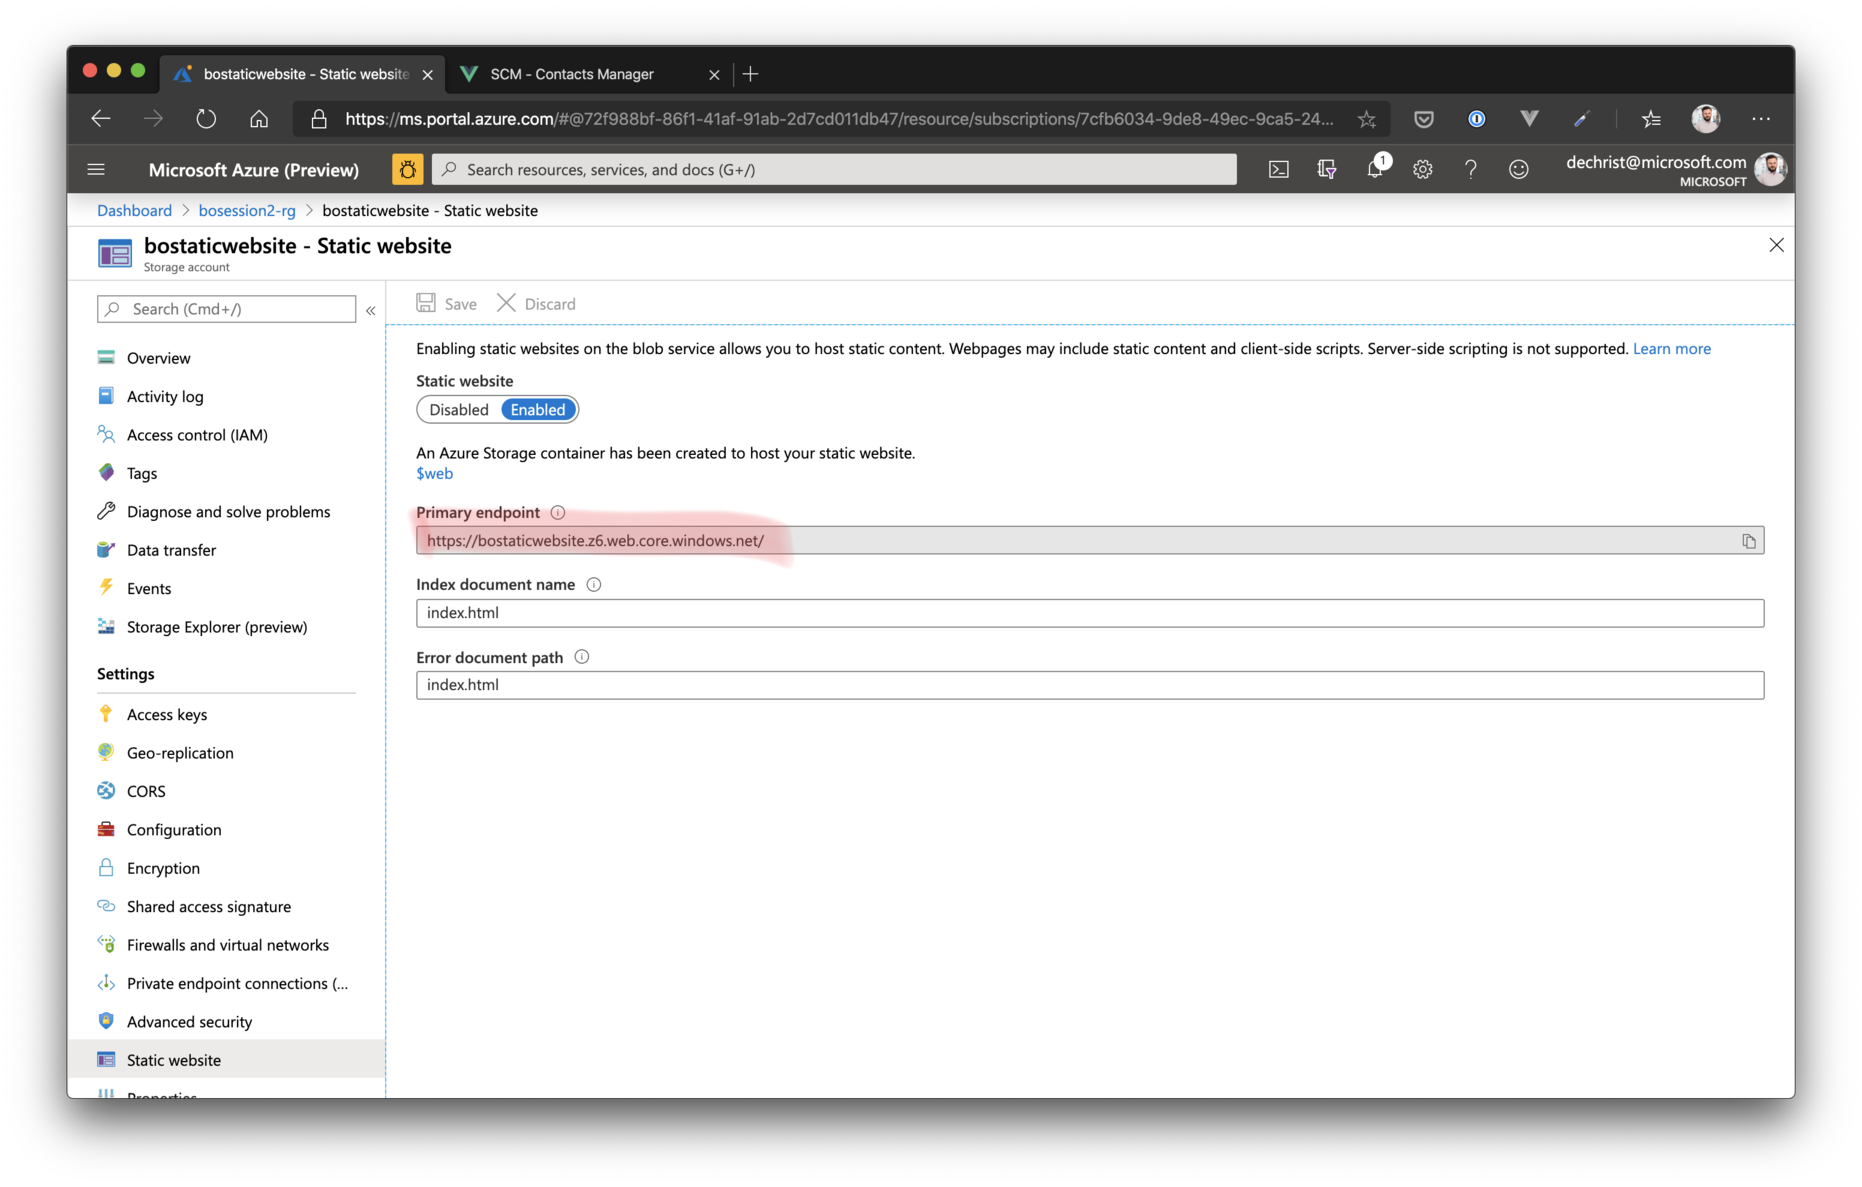 bostaticwebsite - Static website
SCM - Contacts Manager
https://ms.portal.azure.com/#@72f988bf-86f1-41af-91ab-2d7cd011db47/resource/subscriptions/7cfb6034-9de8-49ec-9ca5-24...
Microsoft Azure (Preview)
Search resources, services, and docs (G+/)
1
dechrist@microsoft.com
MICROSOFT
Dashboard > bosession2-rg > bostaticwebsite - Static website
bostaticwebsite - Static website
Storage account
Search (Cmd+/)
«
Overview
Activity log
Access control (IAM)
Tags
Diagnose and solve problems
Data transfer
Events
Storage Explorer (preview)
Settings
Access keys
Geo-replication
CORS
Configuration
Encryption
Shared access signature
Firewalls and virtual networks
Private endpoint connections (...
Advanced security
Static website
Properties
Save
Discard
Enabling static websites on the blob service allows you to host static content. Webpages may include static content and client-side scripts. Server-side scripting is not supported. Learn more
Static website
Disabled Enabled
An Azure Storage container has been created to host your static website.
$web
Primary endpoint
https://bostaticwebsite.z6.web.core.windows.net/
Index document name
index.html
Error document path
index.html